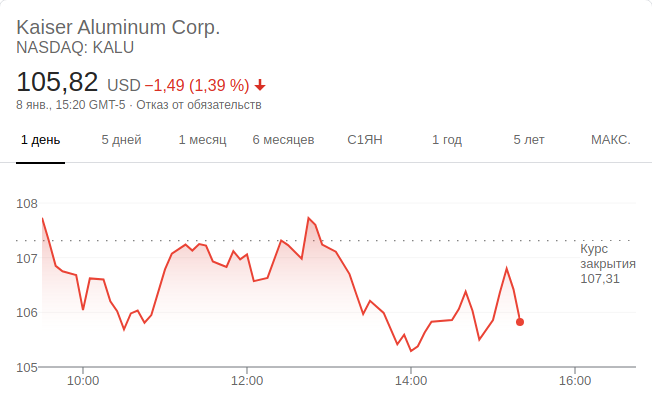 Kaiser Aluminum Corp.
NASDAQ: KALU
105,82 USD −1,49 (1,39 %)
8 янв., 15:20 GMT-5 · Отказ от обязательств
1 день 5 дней 1 месяц 6 месяцев С1ЯН 1 год 5 лет МАКС.
108
107
106
105
Курс
закрытия
107,31
10:00 12:00 14:00 16:00